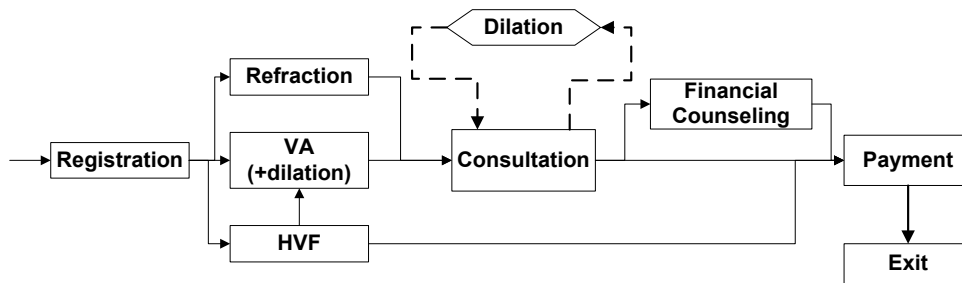 Dilation
Refraction
Financial
Counseling
Registration
VA
(+dilation)
Consultation
Payment
HVF
Exit